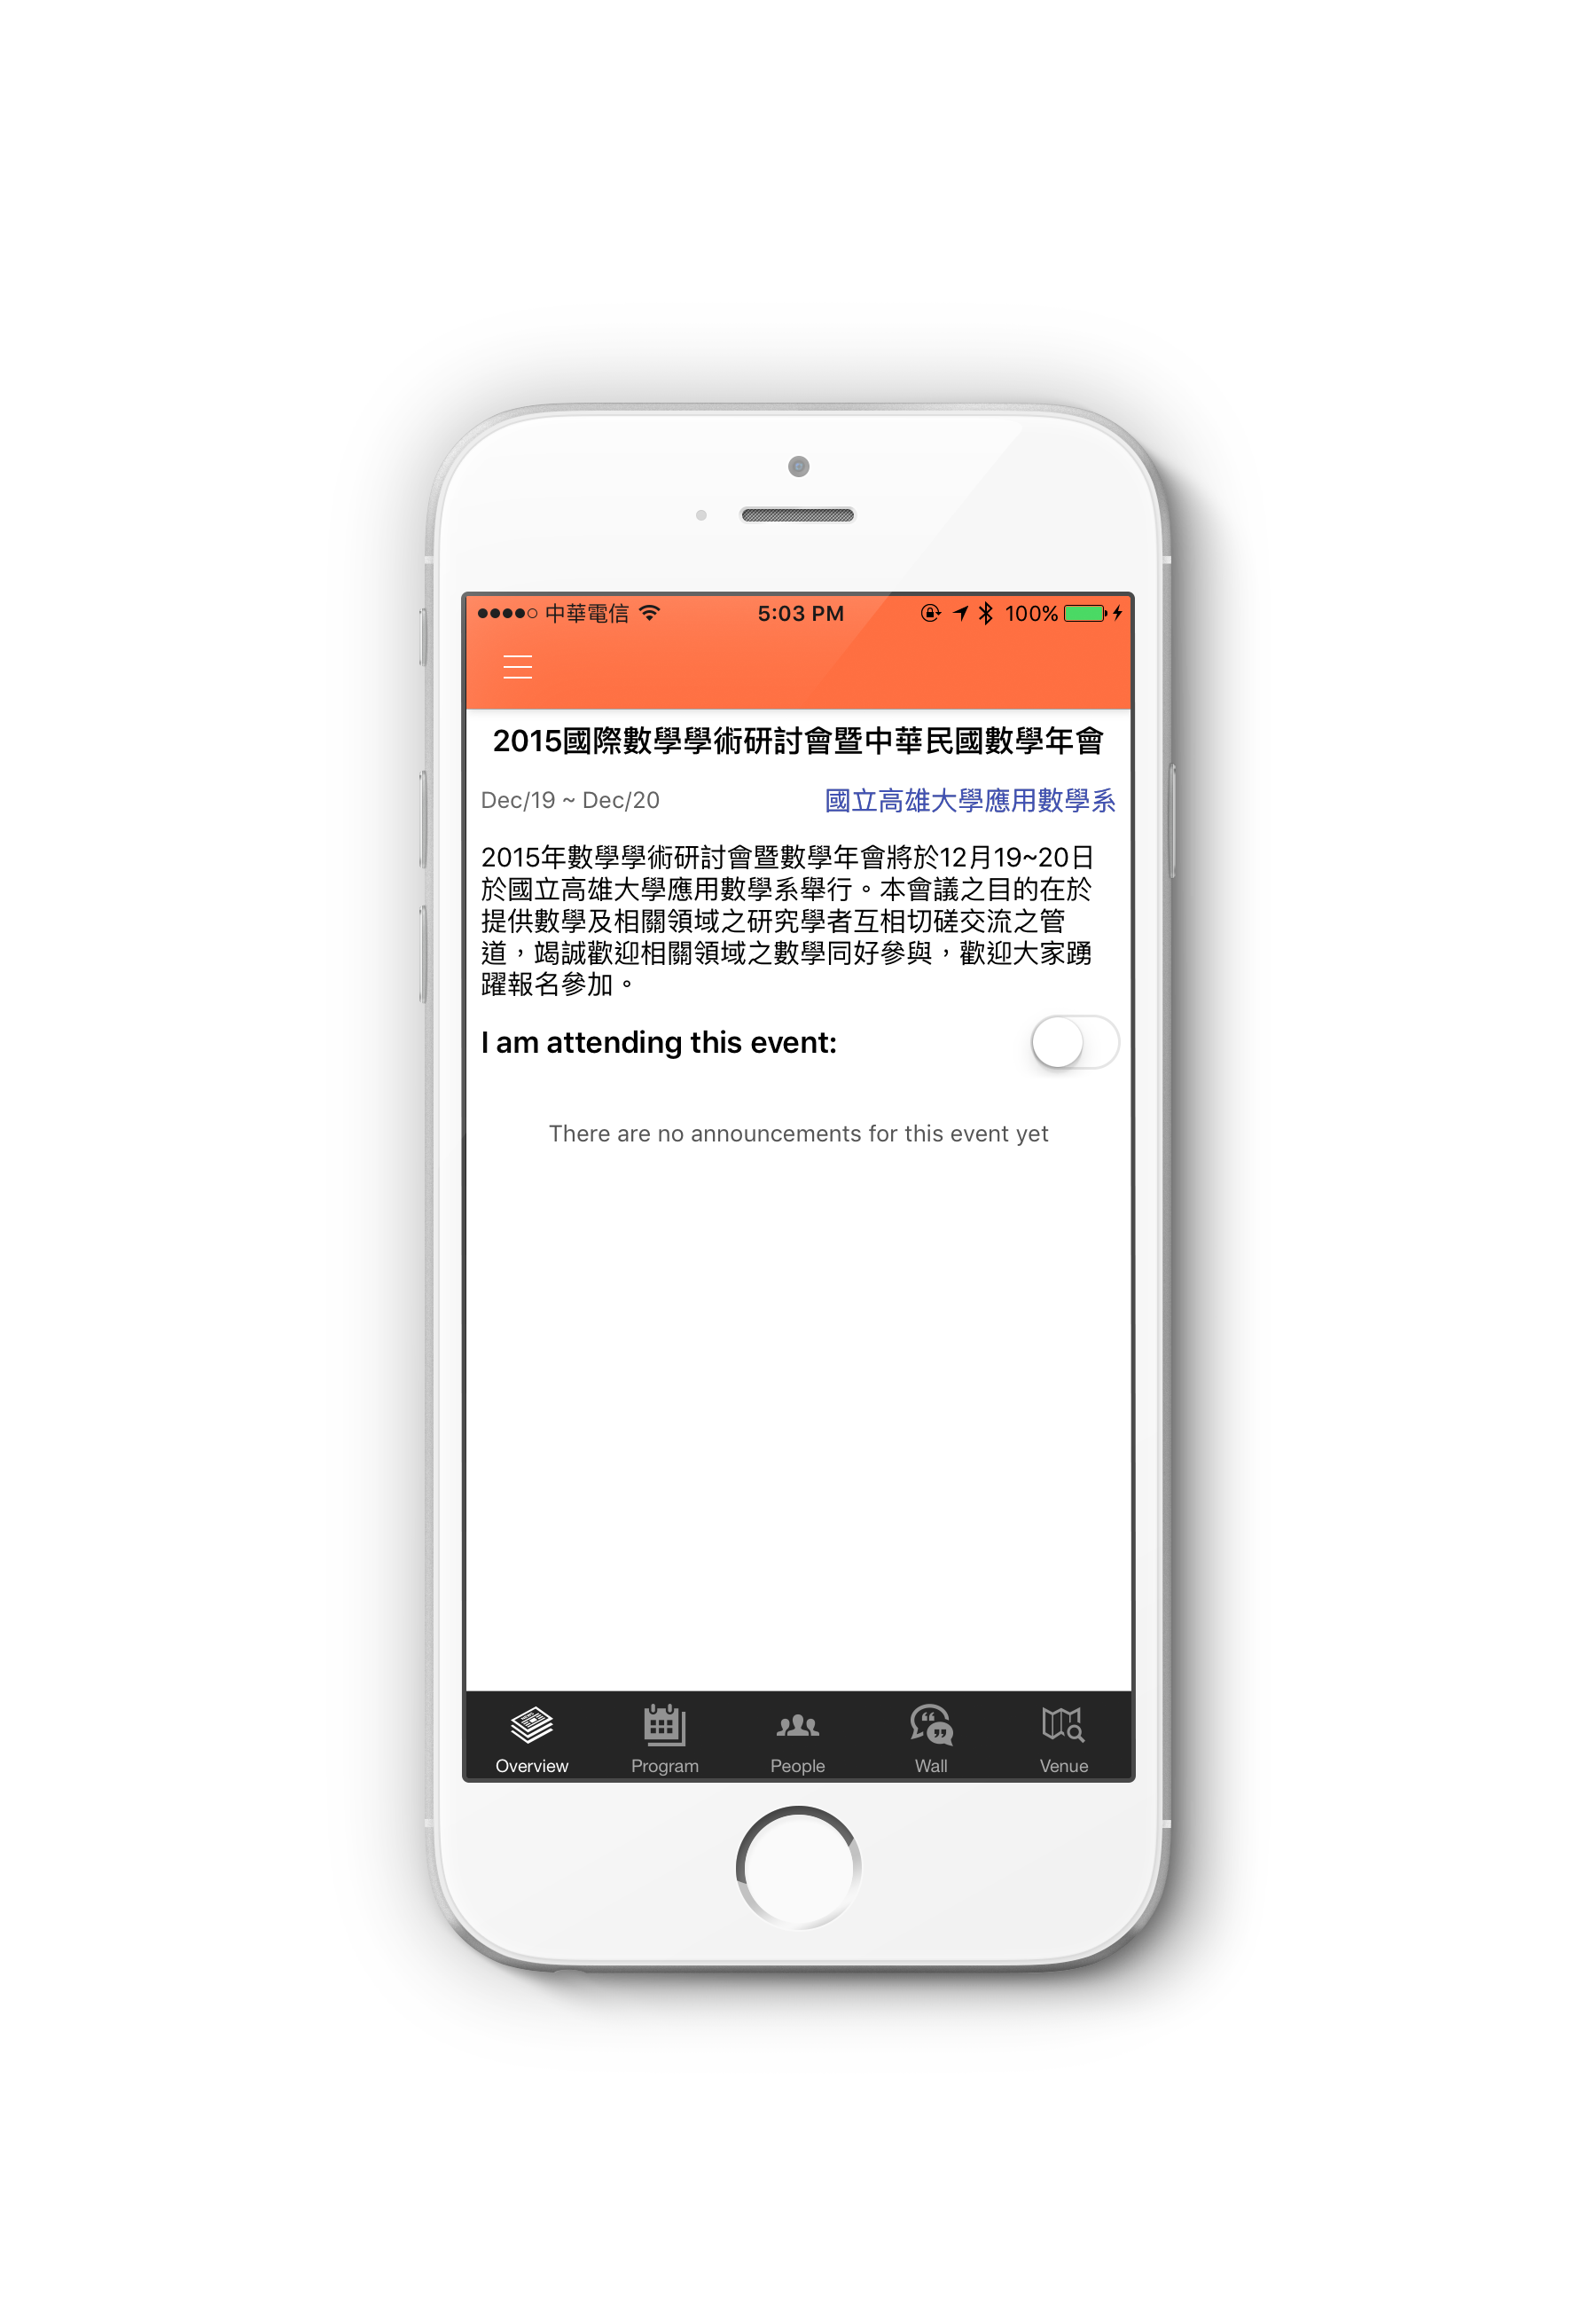 中華電信 5:03 PM 100%
2015國際數學學術研討會暨中華民國數學年會
Dec/19 ~ Dec/20 國立高雄大學應用數學系
2015年數學學術研討會暨數學年會將於12月19~20日
於國立高雄大學應用數學系舉行。本會議之目的在於
提供數學及相關領域之研究學者互相切磋交流之管
道，竭誠歡迎相關領域之數學同好參與，歡迎大家踴
躍報名參加。
I am attending this event:
There are no announcements for this event yet
Overview Program People Wall Venue